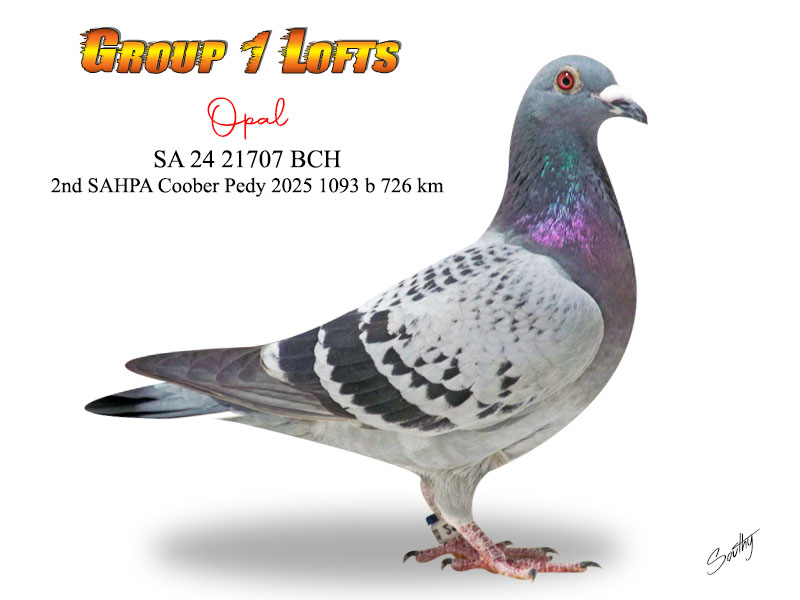 Group 1 Lofts
Opal
SA 24 21707 BCH
2nd SAHPA Coober Pedy 2025 1093 b 726 km
Southy